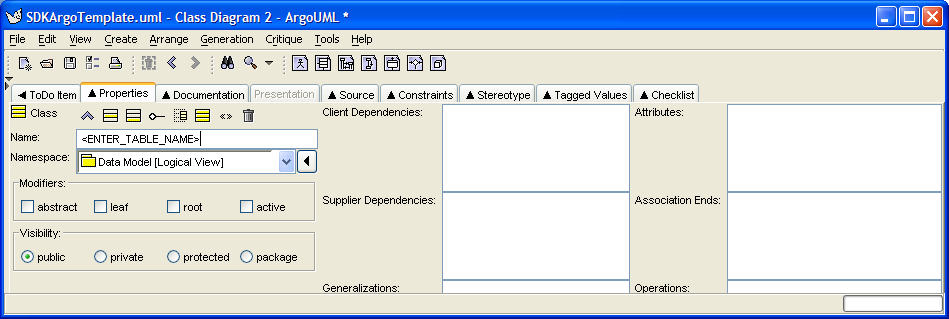 SDKArgoTemplate.uml - Class Diagram 2 - ArgoUML *
File Edit View Create Arrange Generation Critique Tools Help
ToDo Item Properties Documentation Presentation Source Constraints Stereotype Tagged Values Checklist
Class
Name: <ENTER_TABLE_NAME>
Namespace: Data Model [Logical View]
Modifiers:
abstract leaf root active
Visibility:
public private protected package
Client Dependencies:
Supplier Dependencies:
Generalizations:
Attributes:
Association Ends:
Operations: